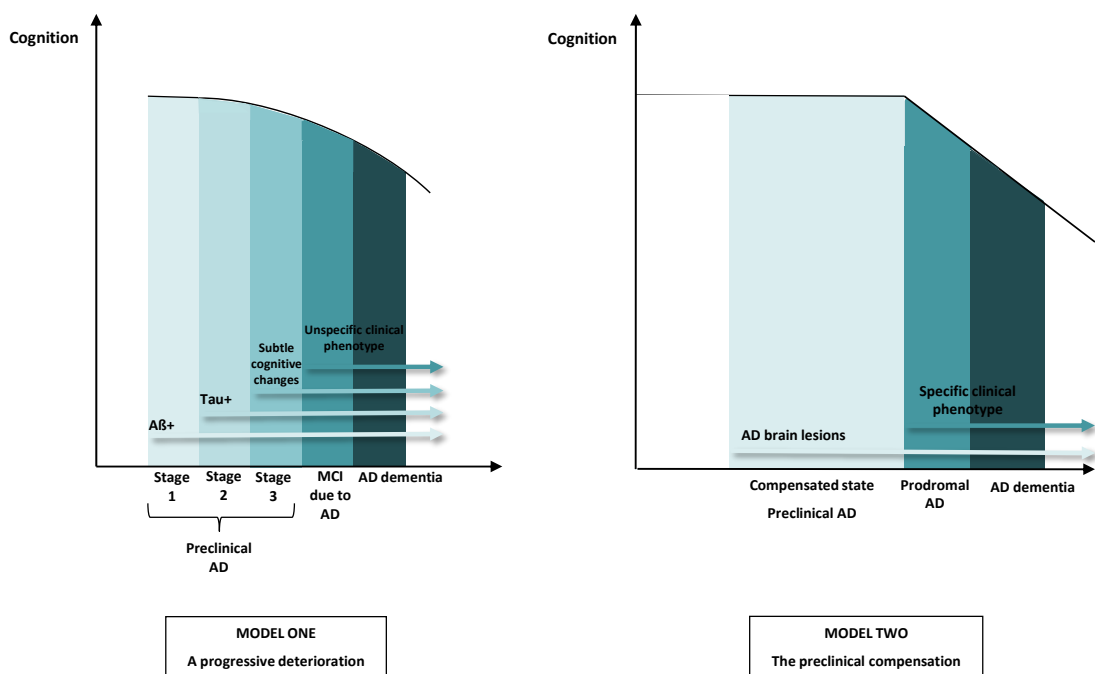 Cognition
Unspecific clinical
phenotype
Subtle
cognitive
changes
Tau+
Aß+
Stage
1
Stage
2
Stage
3
MCI
due to
AD
AD dementia
Preclinical
AD
MODEL ONE
A progressive deterioration
Cognition
Specific clinical
phenotype
AD brain lesions
Compensated state
Preclinical AD
Prodromal
AD
AD dementia
MODEL TWO
The preclinical compensation